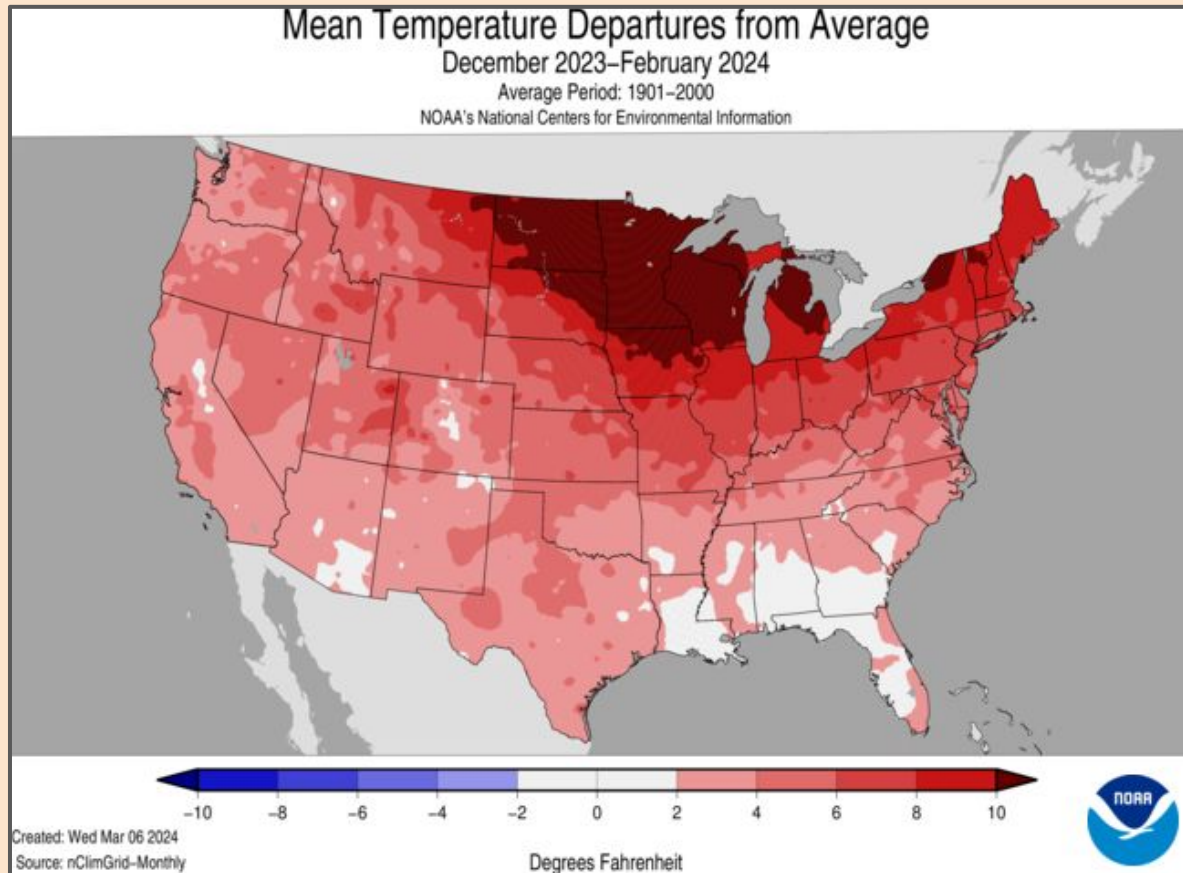 Mean Temperature Departures from Average
December 2023–February 2024
Average Period: 1901–2000
NOAA's National Centers for Environmental Information
−10 −8 −6 −4 −2 0 2 4 6 8 10
NOAA
Created: Wed Mar 06 2024
Source: nClimGrid–Monthly
Degrees Fahrenheit